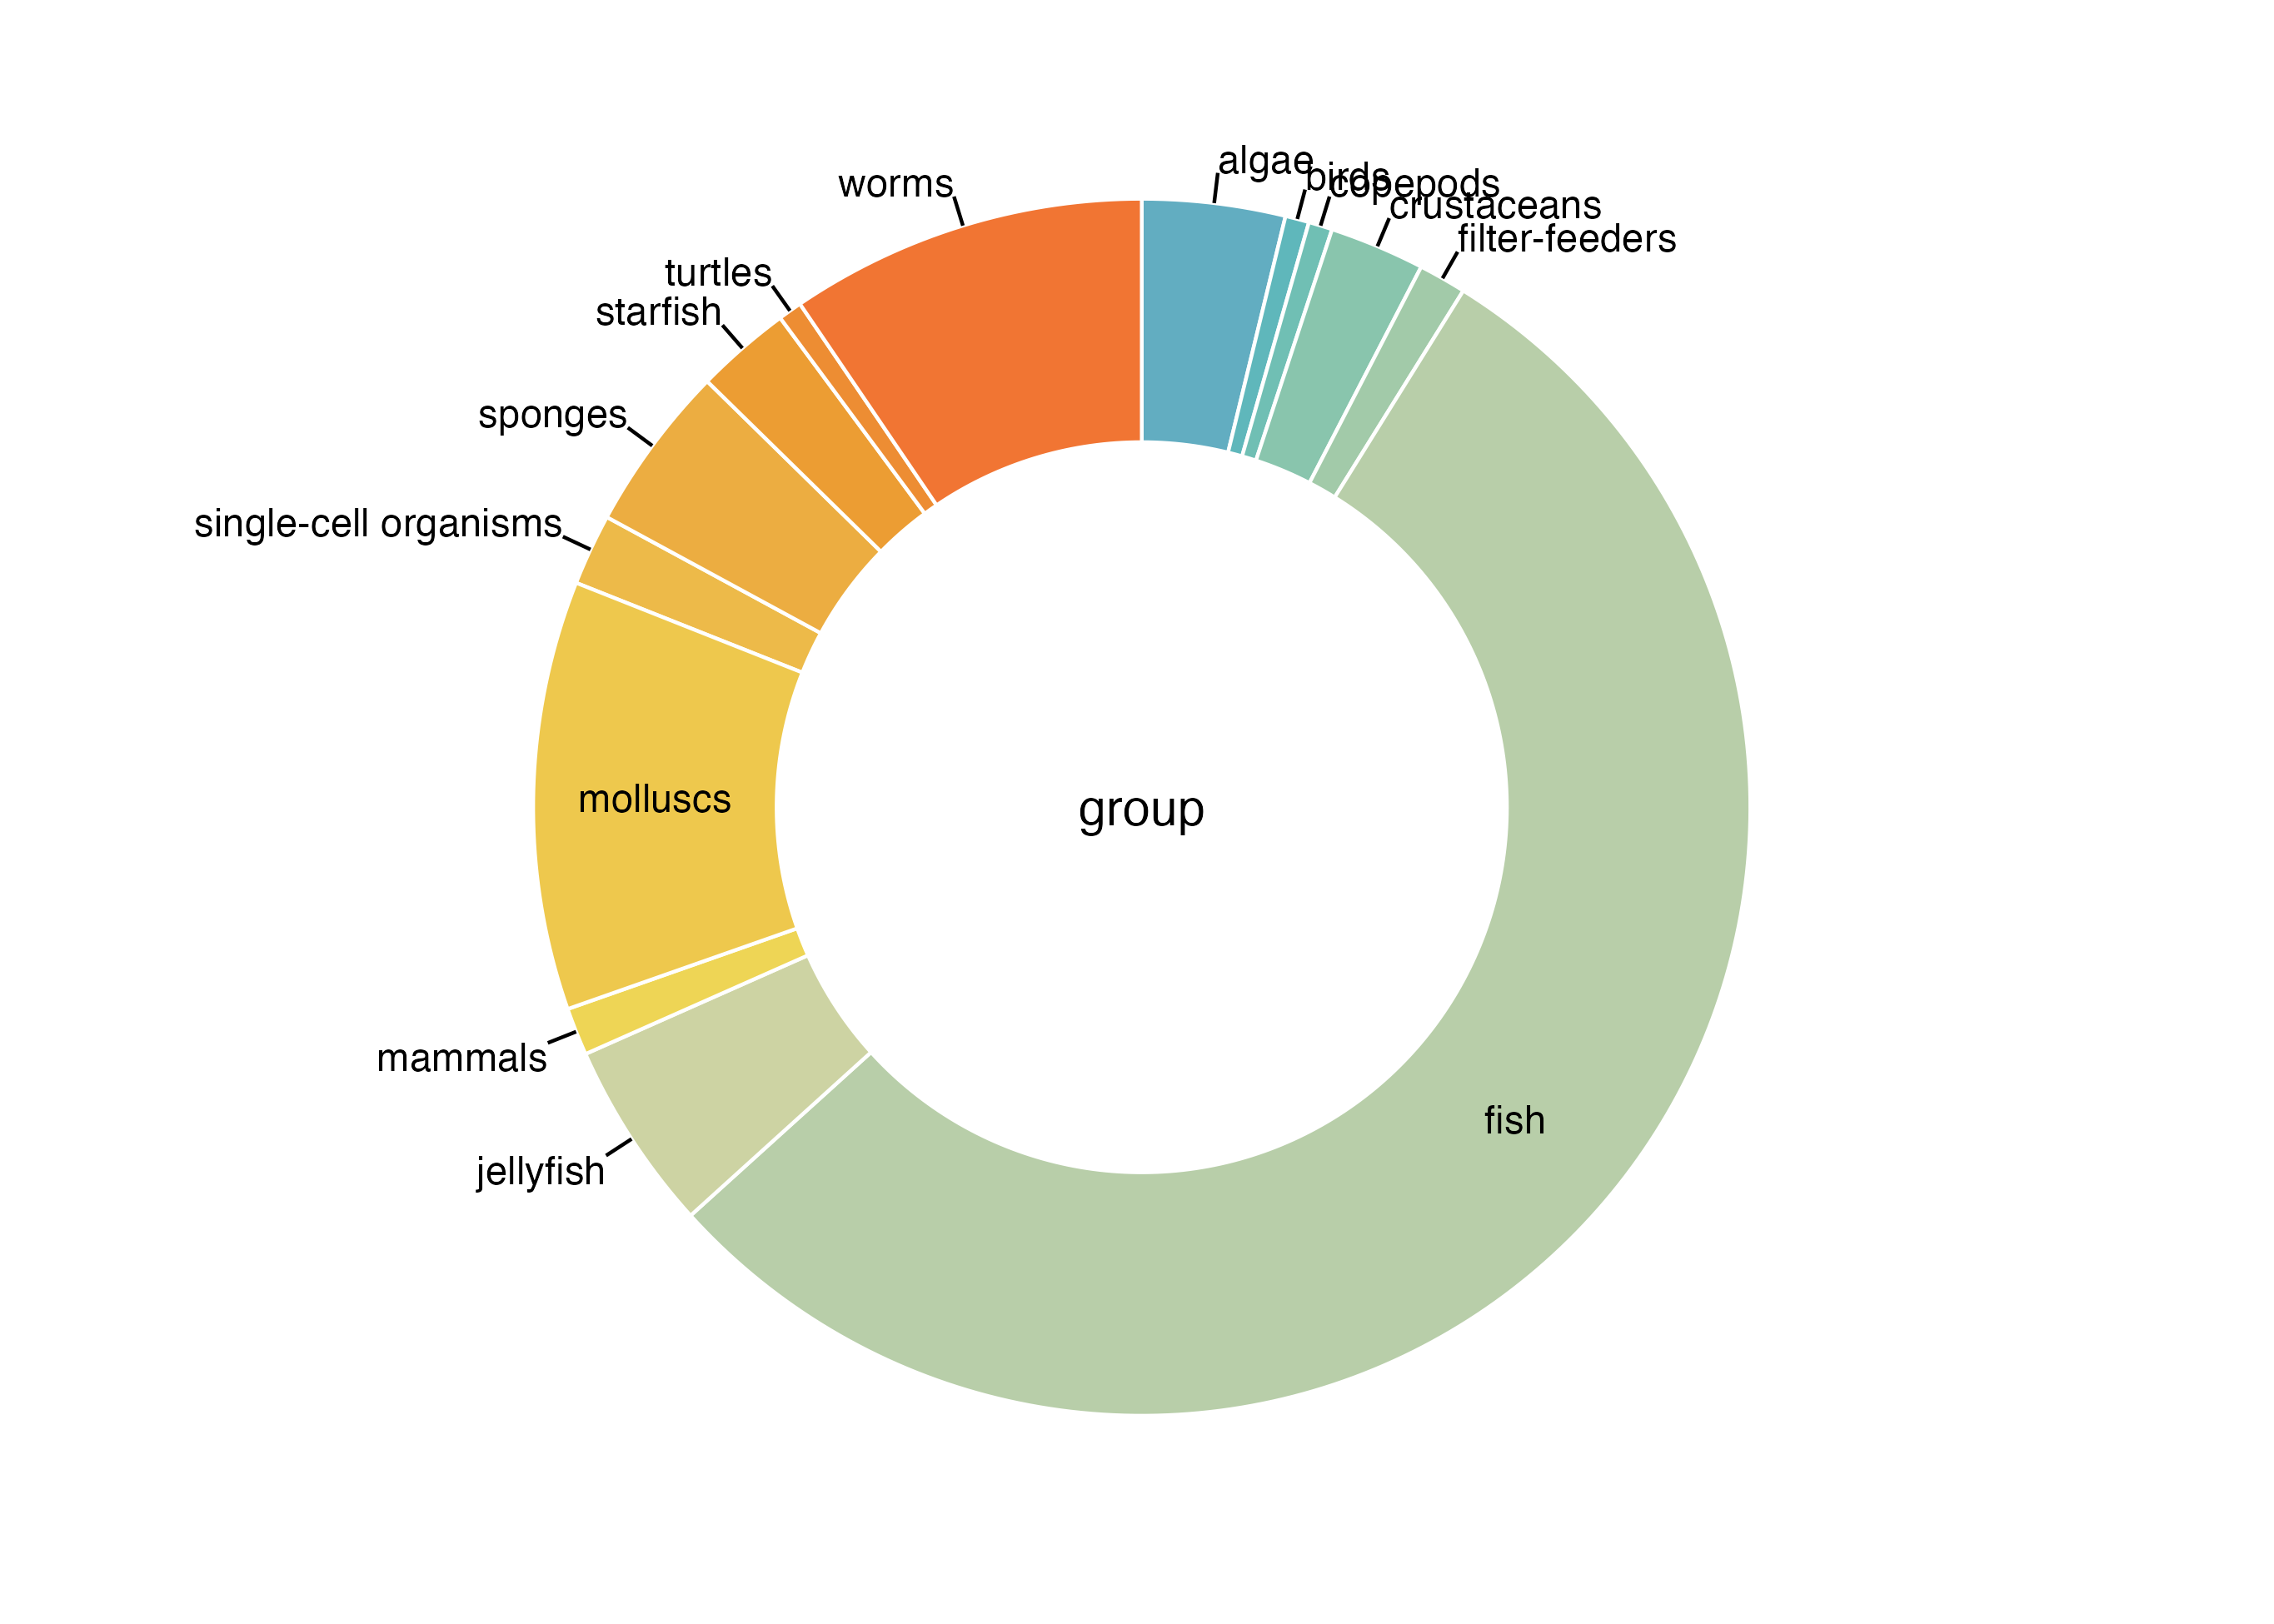 algae
birds
copepods
crustaceans
filter-feeders
worms
turtles
starfish
sponges
single-cell organisms
molluscs
group
mammals
fish
jellyfish